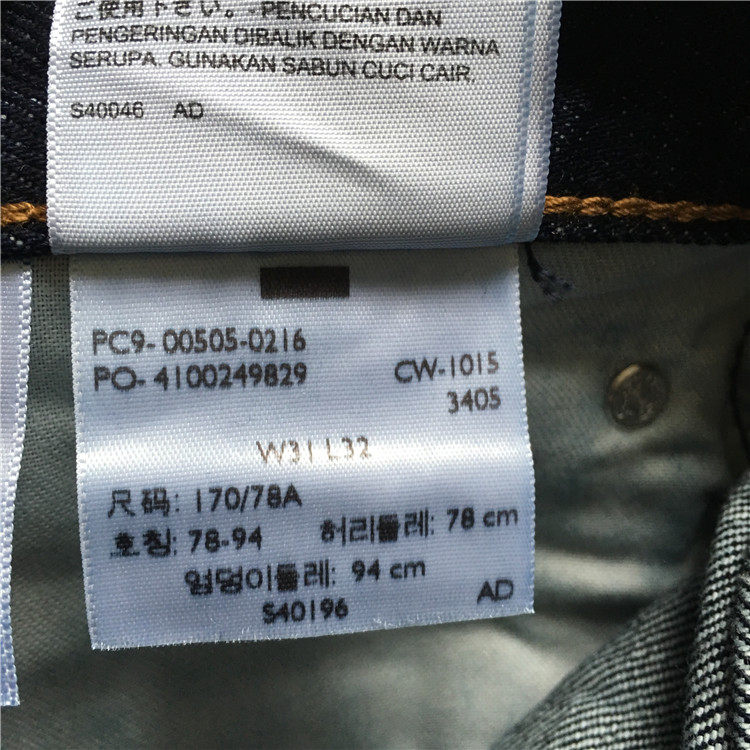 ご使用下さい。 - PENCUCIAN DAN
PENGERINGAN DIBALIK DENGAN WARNA
SERUPA. GUNAKAN SABUN CUCI CAIR.
S40046 AD
PC9- 00505-0216
PO- 4100249829 CW-1015
3405
W31 L32
尺 码: 170/78A
호칭: 78-94 허리둘레: 78 cm
엉덩이둘레: 94 cm
S40196 AD